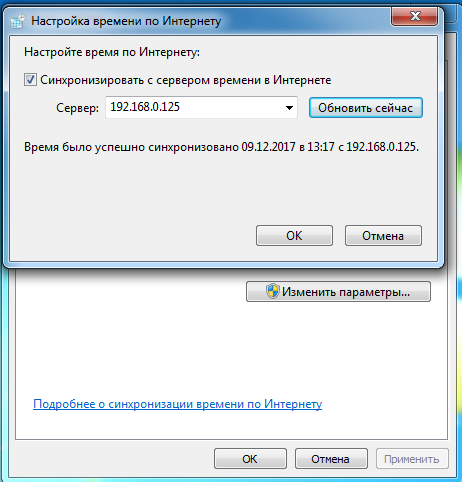 Настройка времени по Интернету
Настройте время по Интернету:
Синхронизировать с сервером времени в Интернете
Сервер: 192.168.0.125 Обновить сейчас
Время было успешно синхронизовано 09.12.2017 в 13:17 с 192.168.0.125.
ОК Отмена
Изменить параметры...
Подробнее о синхронизации времени по Интернету
ОК Отмена Применить